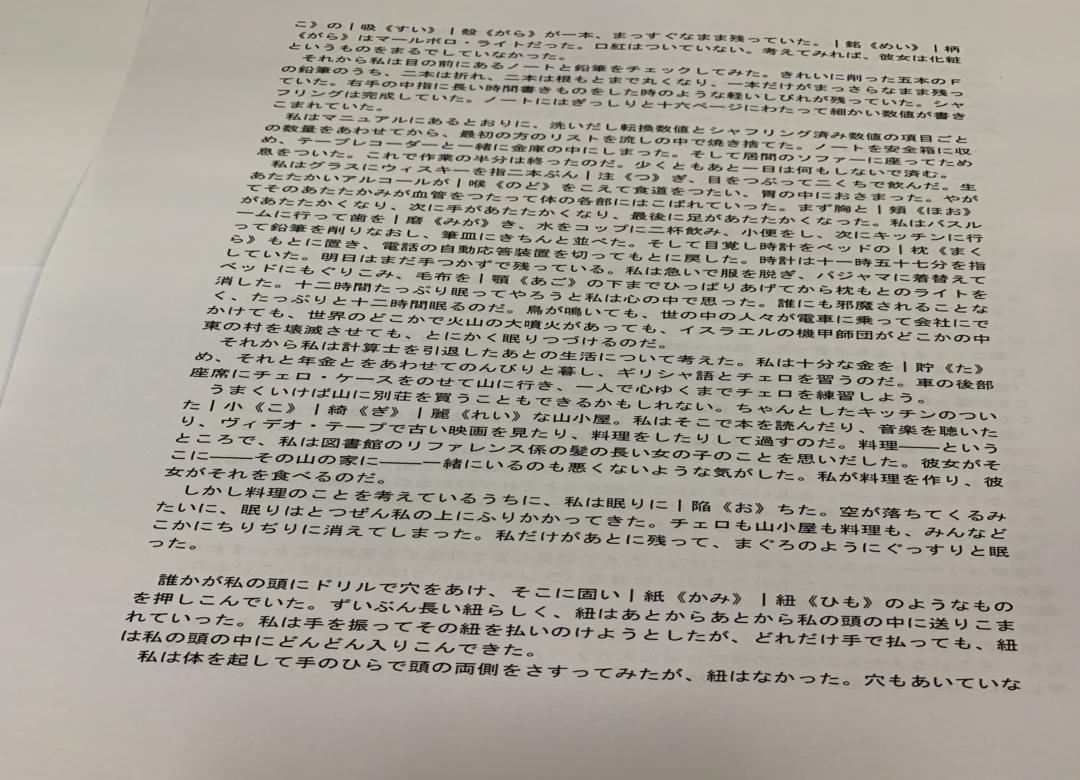 こ》の｜吸《すい》｜殻《がら》が一本、まっすぐなまま残っていた。｜銘《めい》｜柄
《がら》はマールボロ・ライトだった。口紅はついていない。考えてみれば、彼女は化粧
というものをまるでしていなかった。
　それから私は目の前にあるノートと鉛筆をチェックしてみた。きれいに削った五本のＦ
の鉛筆のうち、二本は折れ、二本は根もとまで丸くなり、一本だけがまっさらなまま残っ
ていた。右手の中指に長い時間書きものをした時のような軽いしびれが残っていた。シャ
フリングは完成していた。ノートにはぎっしりと十六ページにわたって細かい数値が書き
こまれていた。
　私はマニュアルにあるとおりに、洗いだし転換数値とシャフリング済み数値の項目ごと
の数量をあわせてから、最初の方のリストを流しの中で焼き捨てた。ノートを安全箱に収
め、テープレコーダーと一緒に金庫の中にしまった。そして居間のソファーに座ってため
息をついた。これで作業の半分は終ったのだ。少くともあと一日は何もしないで済む。
　私はグラスにウィスキーを指二本ぶん｜注《つ》ぎ、目をつぶって二くちで飲んだ。生
あたたかいアルコールが｜喉《のど》をこえて食道をつたい、胃の中におさまった。やが
てそのあたたかみが血管をつたって体の各部にはこばれていった。まず胸と｜頬《ほお》
があたたかくなり、次に手があたたかくなり、最後に足があたたかくなった。私はバスル
ームに行って歯を｜磨《みが》き、水をコップに二杯飲み、小便をし、次にキッチンに行
って鉛筆を削りなおし、筆皿にきちんと並べた。そして目覚し時計をベッドの｜枕《まく
ら》もとに置き、電話の自動応答装置を切ってもとに戻した。時計は十一時五十七分を指
していた。明日はまだ手つかずで残っている。私は急いで服を脱ぎ、パジャマに着替えて
ベッドにもぐりこみ、毛布を｜顎《あご》の下までひっぱりあげてから枕もとのライトを
消した。十二時間たっぷり眠ってやろうと私は心の中で思った。誰にも邪魔されることな
く、たっぷりと十二時間眠るのだ。鳥が鳴いても、世の中の人々が電車に乗って会社にで
かけても、世界のどこかで火山の大噴火があっても、イスラエルの機甲師団がどこかの中
東の村を壊滅させても、とにかく眠りつづけるのだ。
　それから私は計算士を引退したあとの生活について考えた。私は十分な金を｜貯《た》
め、それと年金とをあわせてのんびりと暮し、ギリシャ語とチェロを習うのだ。車の後部
座席にチェロ・ケースをのせて山に行き、一人で心ゆくまでチェロを練習しよう。
　うまくいけば山に別荘を買うこともできるかもしれない。ちゃんとしたキッチンのつい
た｜小《こ》｜綺《ぎ》｜麗《れい》な山小屋。私はそこで本を読んだり、音楽を聴いた
り、ヴィデオ・テープで古い映画を見たり、料理をしたりして過すのだ。料理――という
ところで、私は図書館のリファレンス係の髪の長い女の子のことを思いだした。彼女がそ
こに――その山の家に――一緒にいるのも悪くないような気がした。私が料理を作り、彼
女がそれを食べるのだ。
　しかし料理のことを考えているうちに、私は眠りに｜陥《お》ちた。空が落ちてくるみ
たいに、眠りはとつぜん私の上にふりかかってきた。チェロも山小屋も料理も、みんなど
こかにちりぢりに消えてしまった。私だけがあとに残って、まぐろのようにぐっすりと眠
った。
　誰かが私の頭にドリルで穴をあけ、そこに固い｜紙《かみ》｜紐《ひも》のようなもの
を押しこんでいた。ずいぶん長い紐らしく、紐はあとからあとから私の頭の中に送りこま
れていった。私は手を振ってその紐を払いのけようとしたが、どれだけ手で払っても、紐
は私の頭の中にどんどん入りこんできた。
　私は体を起して手のひらで頭の両側をさすってみたが、紐はなかった。穴もあいていな